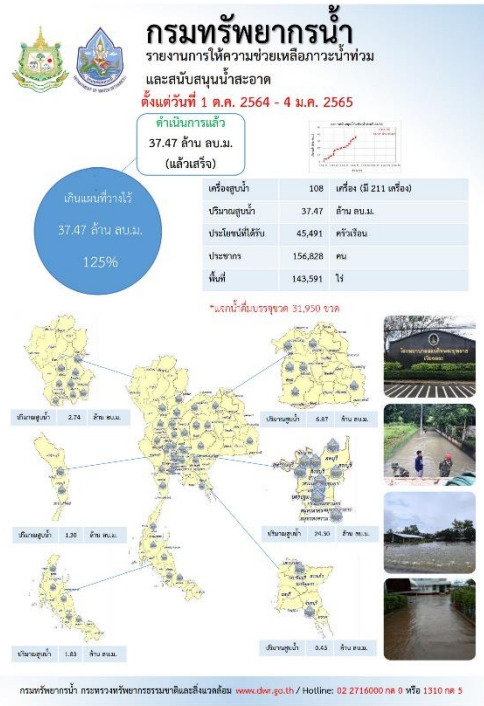 กรมทรัพยากรน้ำ
รายงานการให้ความช่วยเหลือภาวะน้ำท่วม
และสนับสนุนน้ำสะอาด
ตั้งแต่วันที่ 1 ต.ค. 2564 - 4 ม.ค. 2565
ดำเนินการแล้ว
37.47 ล้าน ลบ.ม.
(แล้วเสร็จ)
เกินแผนที่วางไว้
37.47 ล้าน ลบ.ม.
125%
เครื่องสูบน้ำ 108 เครื่อง (มี 211 เครื่อง)
ปริมาณสูบน้ำ 37.47 ล้าน ลบ.ม.
ประโยชน์ที่ได้รับ 45,491 ครัวเรือน
ประชากร 156,828 คน
พื้นที่ 143,591 ไร่
*แจกน้ำดื่มบรรจุขวด 31,950 ขวด
ปริมาณสูบน้ำ 2.74 ล้าน ลบ.ม.
ปริมาณสูบน้ำ 6.87 ล้าน ลบ.ม.
ปริมาณสูบน้ำ ล้าน ลบ.ม.
ปริมาณสูบน้ำ ล้าน ลบ.ม.
ปริมาณสูบน้ำ 1.83 ล้าน ลบ.ม.
ปริมาณสูบน้ำ 0.43 ล้าน ลบ.ม.
กรมทรัพยากรน้ำ กระทรวงทรัพยากรธรรมชาติและสิ่งแวดล้อม www.dwr.go.th / Hotline: 02 2716000 กด 0 หรือ 1310 กด 5